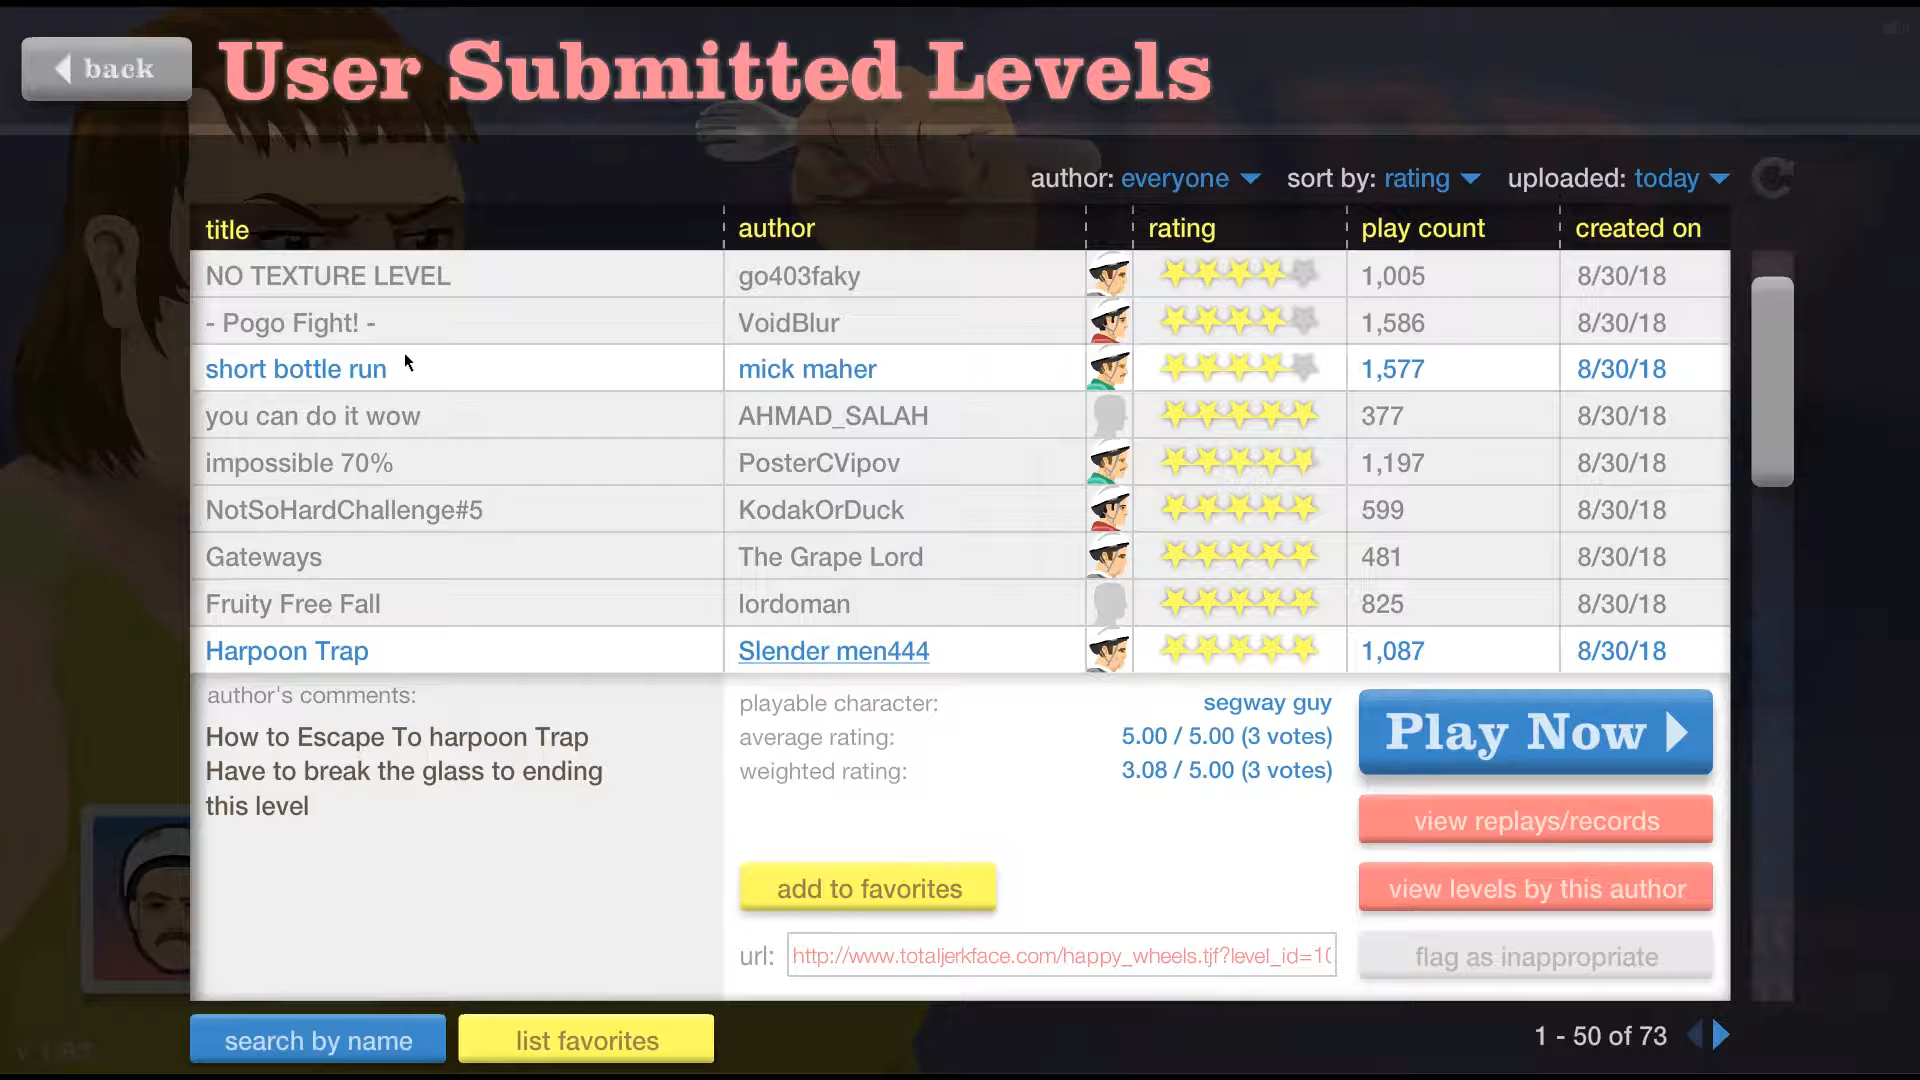 back
User Submitted Levels
author: everyone sort by: rating uploaded: today
title author rating play count created on
NO TEXTURE LEVEL go403faky 1,005 8/30/18
- Pogo Fight! - VoidBlur 1,586 8/30/18
short bottle run mick maher 1,577 8/30/18
you can do it wow AHMAD_SALAH 377 8/30/18
impossible 70% PosterCVipov 1,197 8/30/18
NotSoHardChallenge#5 KodakOrDuck 599 8/30/18
Gateways The Grape Lord 481 8/30/18
Fruity Free Fall lordoman 825 8/30/18
Harpoon Trap Slender men444 1,087 8/30/18
author's comments:
How to Escape To harpoon Trap
Have to break the glass to ending
this level
playable character: segway guy
average rating: 5.00 / 5.00 (3 votes)
weighted rating: 3.08 / 5.00 (3 votes)
add to favorites
url: http://www.totaljerkface.com/happy_wheels.tjf?level_id=10
Play Now
view replays/records
view levels by this author
flag as inappropriate
search by name
list favorites
1 - 50 of 73